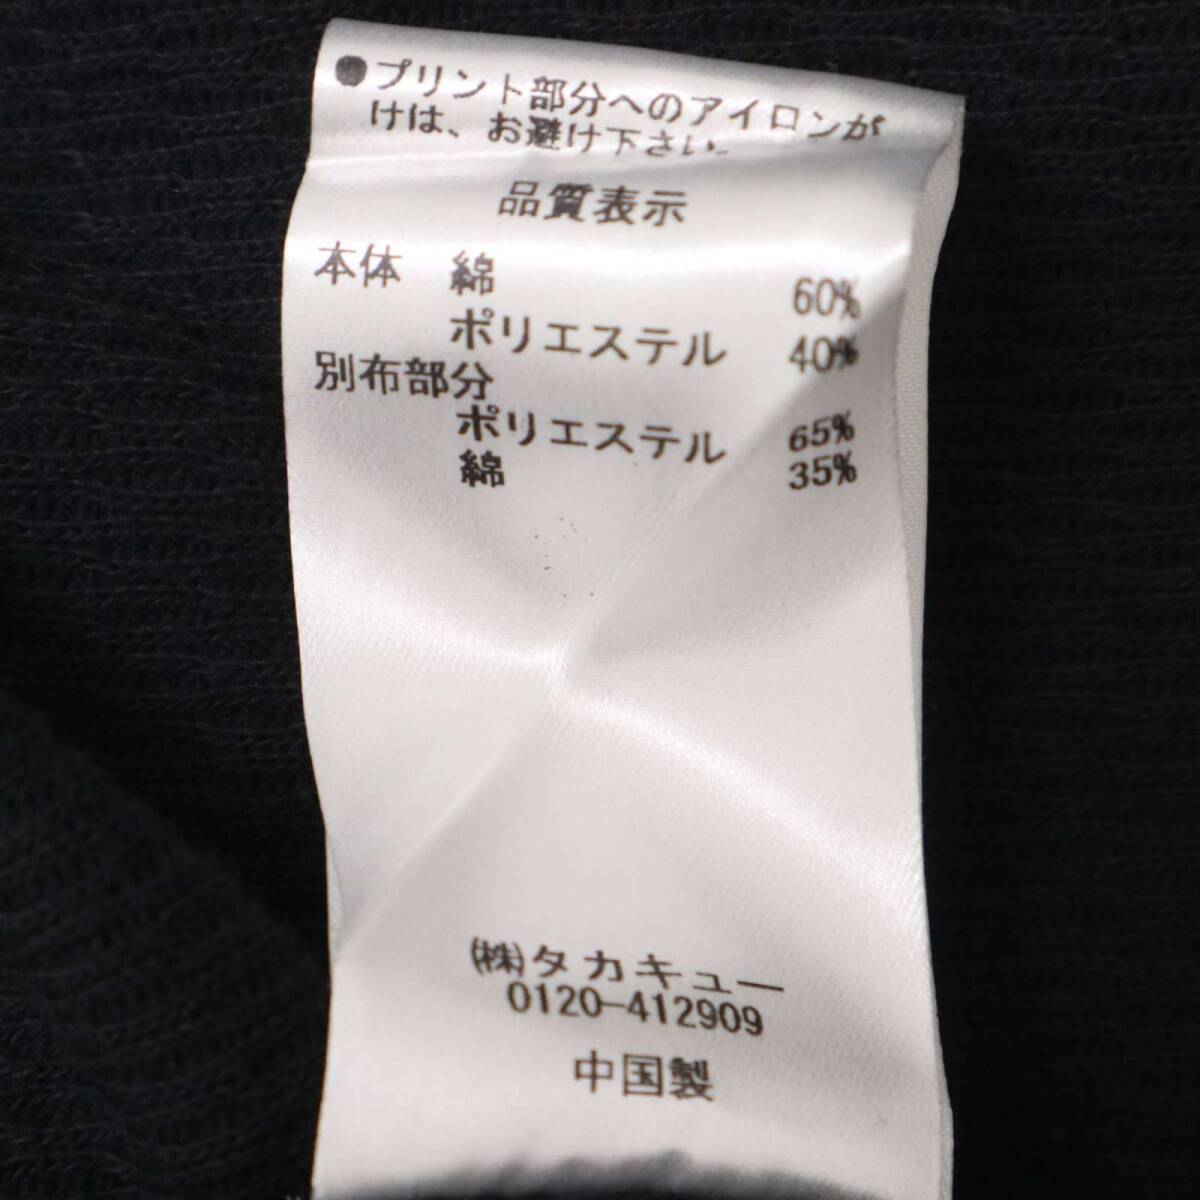 ●プリント部分へのアイロンが
けは、お避け下さい。
品質表示
本体 綿 60%
ポリエステル 40%
別布部分
ポリエステル 65%
綿 35%
㈱タカキュー
0120-412909
中国製